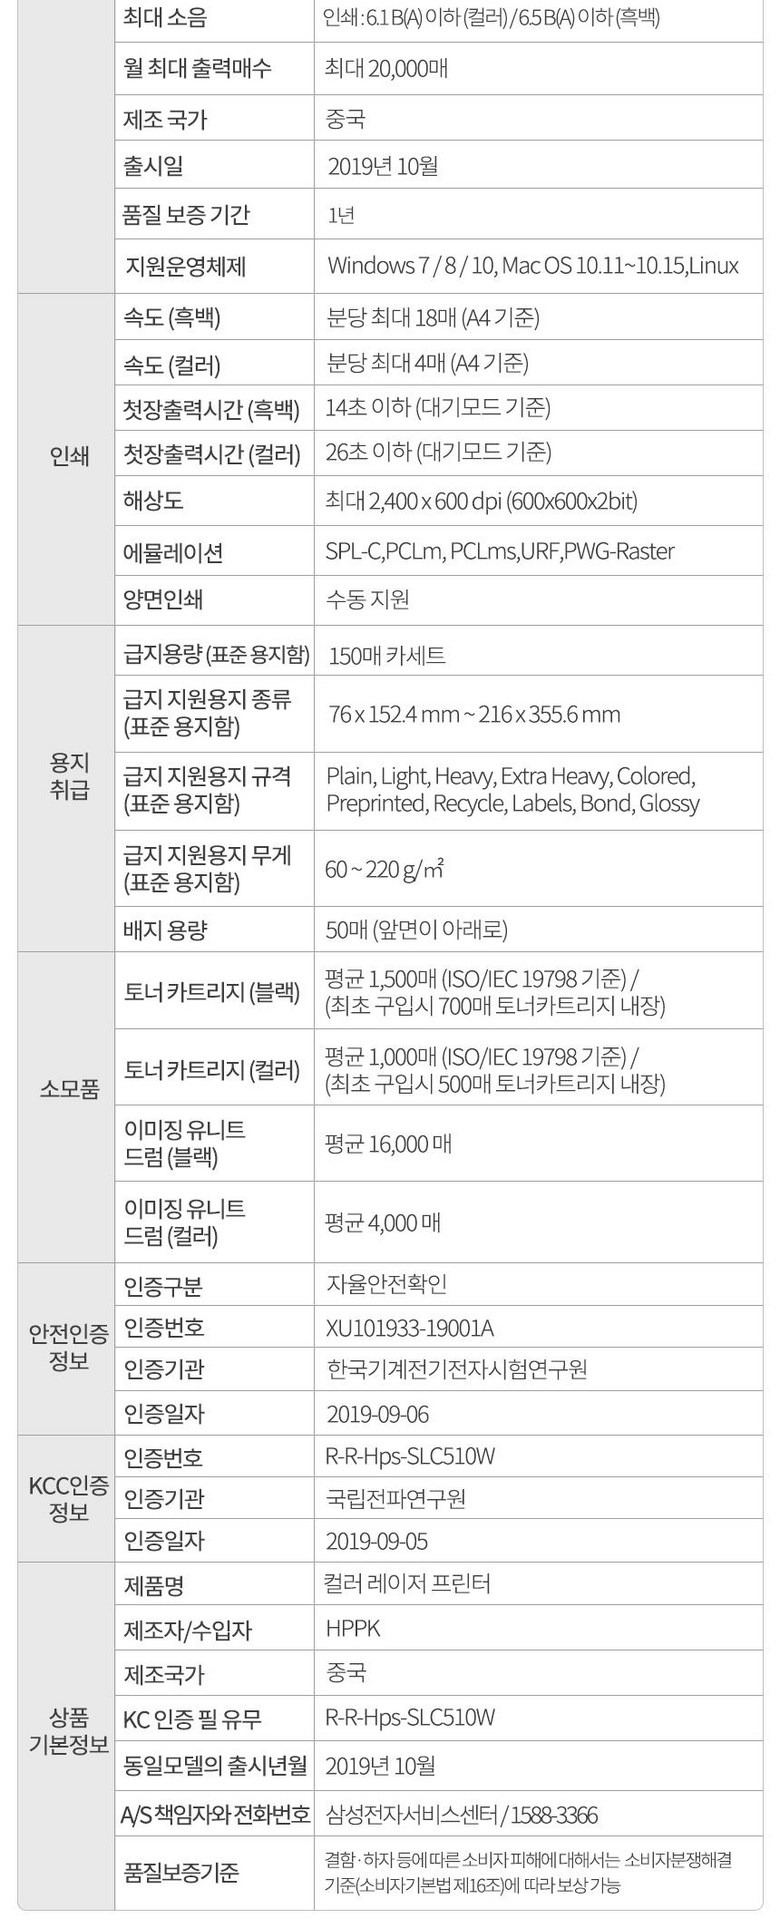 최대 소음
인쇄 : 6.1 B(A) 이하 (컬러) / 6.5 B(A) 이하 (흑백)
월 최대 출력매수
최대 20,000매
제조 국가
중국
출시일
2019년 10월
품질 보증 기간
1년
지원운영체제
Windows 7 / 8 / 10, Mac OS 10.11~10.15,Linux
인쇄
속도 (흑백)
분당 최대 18매 (A4 기준)
속도 (컬러)
분당 최대 4매 (A4 기준)
첫장출력시간 (흑백)
14초 이하 (대기모드 기준)
첫장출력시간 (컬러)
26초 이하 (대기모드 기준)
해상도
최대 2,400 x 600 dpi (600x600x2bit)
에뮬레이션
SPL-C,PCLm, PCLms,URF,PWG-Raster
양면인쇄
수동 지원
용지
취급
급지용량 (표준 용지함)
150매 카세트
급지 지원용지 종류
(표준 용지함)
76 x 152.4 mm ~ 216 x 355.6 mm
급지 지원용지 규격
(표준 용지함)
Plain, Light, Heavy, Extra Heavy, Colored,
Preprinted, Recycle, Labels, Bond, Glossy
급지 지원용지 무게
(표준 용지함)
60 ~ 220 g/㎡
배지 용량
50매 (앞면이 아래로)
소모품
토너 카트리지 (블랙)
평균 1,500매 (ISO/IEC 19798 기준) /
(최초 구입시 700매 토너카트리지 내장)
토너 카트리지 (컬러)
평균 1,000매 (ISO/IEC 19798 기준) /
(최초 구입시 500매 토너카트리지 내장)
이미징 유니트
드럼 (블랙)
평균 16,000 매
이미징 유니트
드럼 (컬러)
평균 4,000 매
안전인증
정보
인증구분
자율안전확인
인증번호
XU101933-19001A
인증기관
한국기계전기전자시험연구원
인증일자
2019-09-06
KCC인증
정보
인증번호
R-R-Hps-SLC510W
인증기관
국립전파연구원
인증일자
2019-09-05
상품
기본정보
제품명
컬러 레이저 프린터
제조자/수입자
HPPK
제조국가
중국
KC 인증 필 유무
R-R-Hps-SLC510W
동일모델의 출시년월
2019년 10월
A/S 책임자와 전화번호
삼성전자서비스센터 / 1588-3366
품질보증기준
결함 · 하자 등에 따른 소비자 피해에 대해서는 소비자분쟁해결
기준(소비자기본법 제16조)에 따라 보상 가능